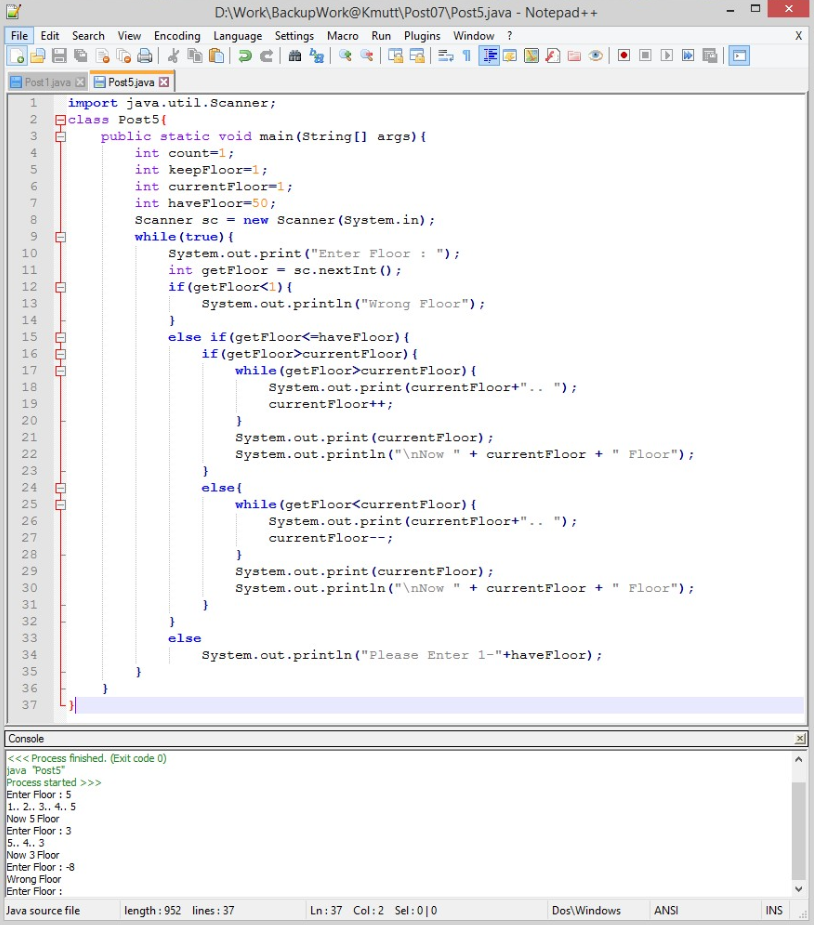 D:\Work\BackupWork@Kmutt\Post07\Post5.java - Notepad++
File Edit Search View Encoding Language Settings Macro Run Plugins Window ? X
Post1.java Post5.java
1 import java.util.Scanner;
2 class Post5{
3 public static void main(String[] args){
4 int count=1;
5 int keepFloor=1;
6 int currentFloor=1;
7 int haveFloor=50;
8 Scanner sc = new Scanner(System.in);
9 while(true){
10 System.out.print("Enter Floor : ");
11 int getFloor = sc.nextInt();
12 if(getFloor<1){
13 System.out.println("Wrong Floor");
14 }
15 else if(getFloor<=haveFloor){
16 if(getFloor>currentFloor){
17 while(getFloor>currentFloor){
18 System.out.print(currentFloor+".. ");
19 currentFloor++;
20 }
21 System.out.print(currentFloor);
22 System.out.println("\nNow " + currentFloor + " Floor");
23 }
24 else{
25 while(getFloor<currentFloor){
26 System.out.print(currentFloor+".. ");
27 currentFloor--;
28 }
29 System.out.print(currentFloor);
30 System.out.println("\nNow " + currentFloor + " Floor");
31 }
32 }
33 else
34 System.out.println("Please Enter 1-"+haveFloor);
35 }
36 }
37 }
Console
<<< Process finished. (Exit code 0)
java "Post5"
Process started >>>
Enter Floor : 5
1.. 2.. 3.. 4.. 5
Now 5 Floor
Enter Floor : 3
5.. 4.. 3
Now 3 Floor
Enter Floor : -8
Wrong Floor
Enter Floor :
Java source file length : 952 lines : 37 Ln : 37 Col : 2 Sel : 0 | 0 Dos\Windows ANSI INS